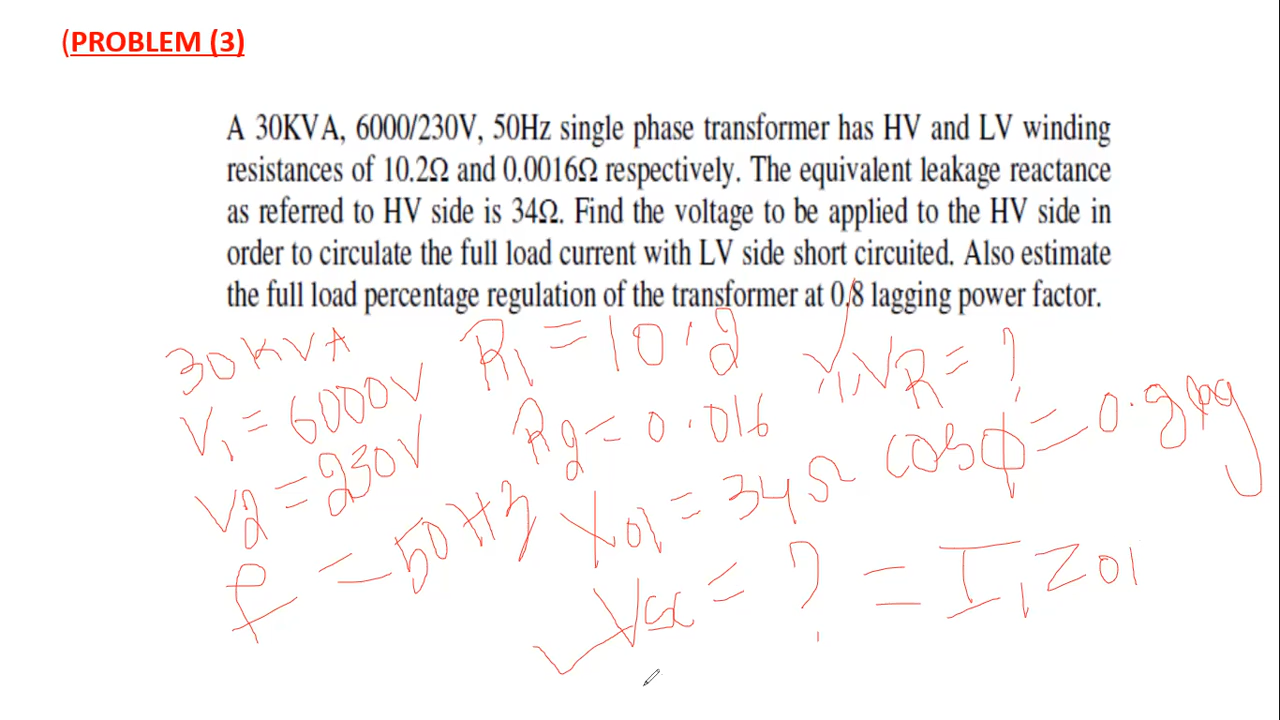 (PROBLEM (3)
A 30KVA, 6000/230V, 50Hz single phase transformer has HV and LV winding
resistances of 10.2Ω and 0.0016Ω respectively. The equivalent leakage reactance
as referred to HV side is 34Ω. Find the voltage to be applied to the HV side in
order to circulate the full load current with LV side short circuited. Also estimate
the full load percentage regulation of the transformer at 0.8 lagging power factor.
30KVA
V1 = 6000V
V2 = 230V
f = 50Hz
R1 = 10.2
R2 = 0.016
X01 = 34Ω
Vsc = ? = I1 Z01
%VR = ?
cosϕ = 0.8 lag